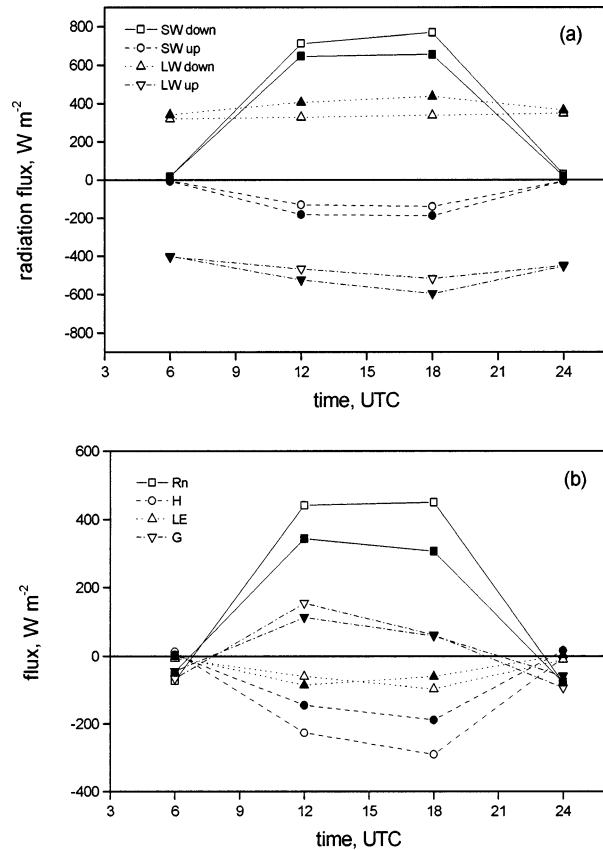 800
600
400
200
0
-200
-400
-600
-800
radiation flux, W m-2
SW down
SW up
LW down
LW up
(a)
3 6 9 12 15 18 21 24
time, UTC
600
400
200
0
-200
-400
flux, W m-2
Rn
H
LE
G
(b)
3 6 9 12 15 18 21 24
time, UTC